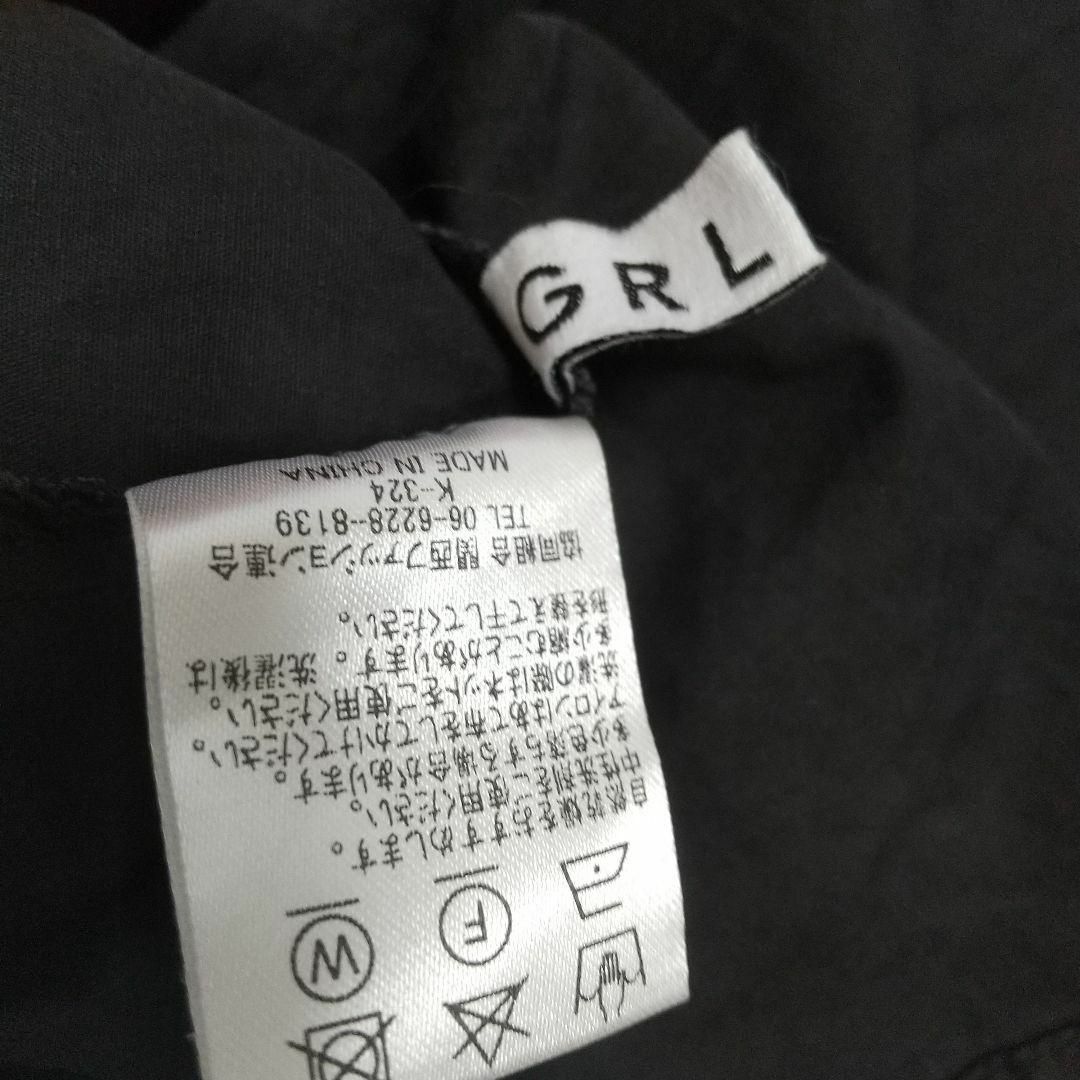 GRL
W
F
自然乾燥をおすすめします。
中性洗剤をご使用ください。
多少色落ちする場合があります。
アイロンはあて布をしてかけてください。
洗濯の際はネットをご使用ください。
多少縮むことがあります。洗濯後は
形を整えて干してください。
協同組合 関西ファッション連合
TEL 06-6228-8139
K-324
MADE IN CHINA